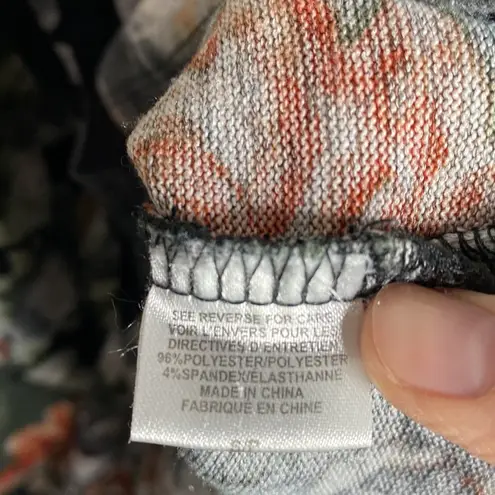 SEE REVERSE FOR CARE
VOIR L'ENVERS POUR LES
DIRECTIVES D'ENTRETIEN
96%POLYESTER/POLYESTER
4%SPANDEX/ELASTHANNE
MADE IN CHINA
FABRIQUE EN CHINE